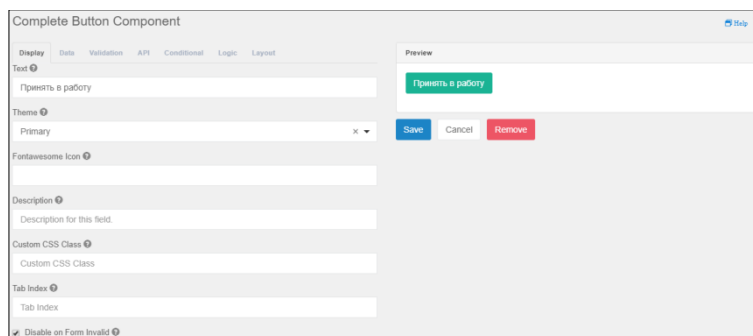 Complete Button Component
Help
Display Data Validation API Conditional Logic Layout
Text
Принять в работу
Theme
Primary
Fontawesome Icon
Description
Description for this field.
Custom CSS Class
Custom CSS Class
Tab Index
Tab Index
Disable on Form Invalid
Preview
Принять в работу
Save Cancel Remove